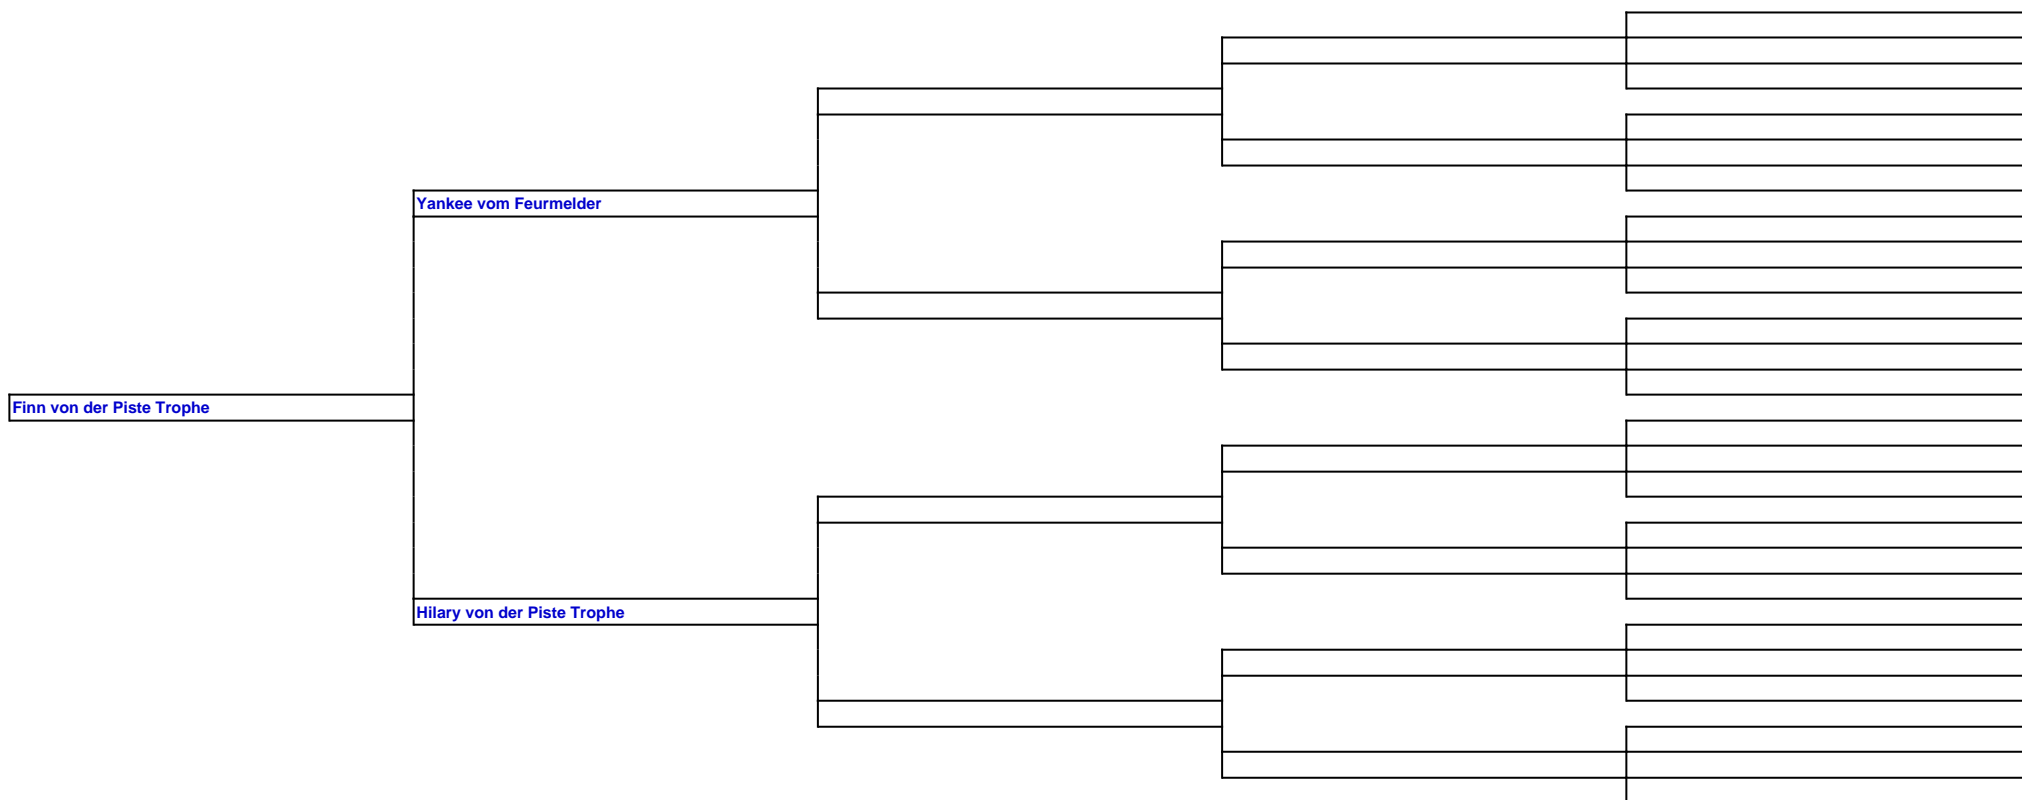 Yankee vom Feurmelder
Finn von der Piste Trophe
Hilary von der Piste Trophe